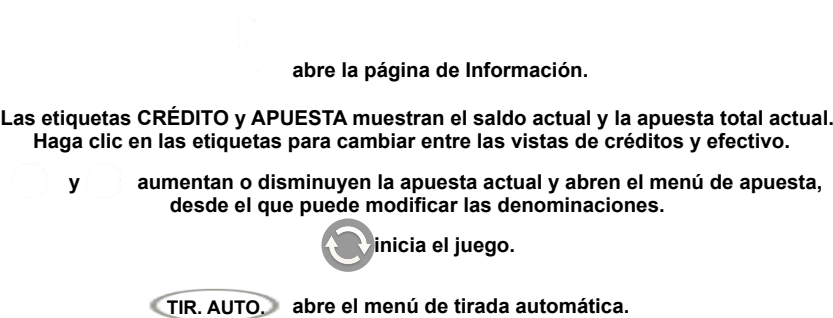 abre la página de Información.
Las etiquetas CRÉDITO y APUESTA muestran el saldo actual y la apuesta total actual.
Haga clic en las etiquetas para cambiar entre las vistas de créditos y efectivo.
y aumentan o disminuyen la apuesta actual y abren el menú de apuesta,
desde el que puede modificar las denominaciones.
inicia el juego.
TIR. AUTO. abre el menú de tirada automática.